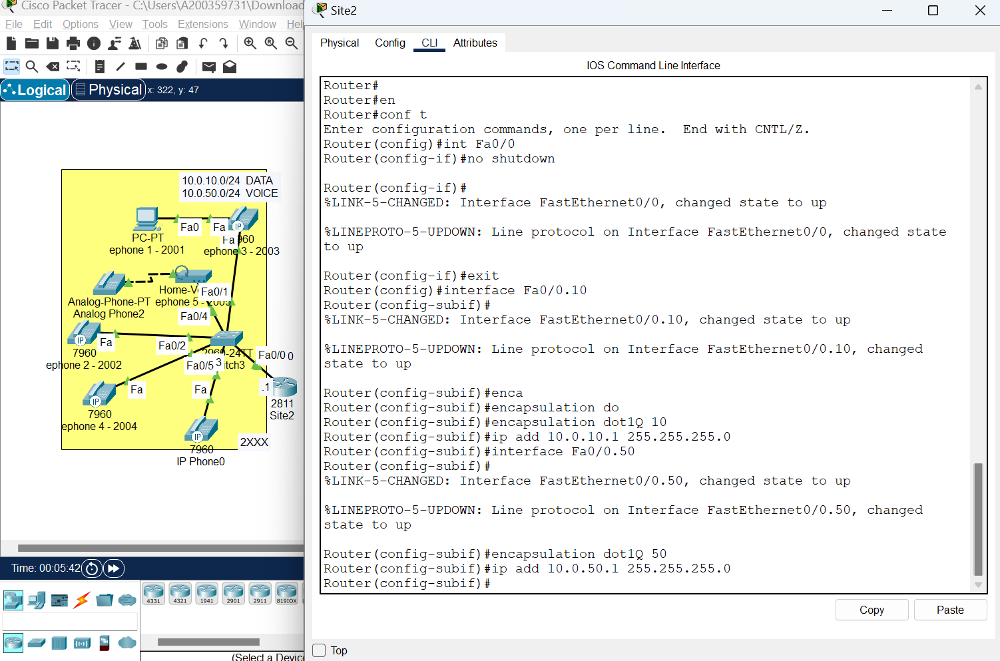 Cisco Packet Tracer - C:\Users\A200359731\Download
File Edit Options View Tools Extensions Window Help
Logical
Physical
x: 322, y: 47
10.0.10.0/24 DATA
10.0.50.0/24 VOICE
Fa0
Fa
IP
PC-PT
Fa
960
ephone 1 - 2001
ephone 3 - 2003
Home-V
Fa0/1
Analog-Phone-PT
ephone 5 - 2005
Analog Phone2
Fa0/4
IP
Fa
7960
Fa0/2
2960-24TT
Fa0/0
0
ephone 2 - 2002
Fa0/5
3
itch3
Fa
Fa
.1
IP
2811
7960
Site2
ephone 4 - 2004
IP
2XXX
7960
IP Phone0
Time: 00:05:42
4331
4321
1941
2901
2911
819IOX
(Select a Device
Site2
Physical
Config
CLI
Attributes
IOS Command Line Interface
Router#
Router#en
Router#conf t
Enter configuration commands, one per line.  End with CNTL/Z.
Router(config)#int Fa0/0
Router(config-if)#no shutdown
Router(config-if)#
%LINK-5-CHANGED: Interface FastEthernet0/0, changed state to up
%LINEPROTO-5-UPDOWN: Line protocol on Interface FastEthernet0/0, changed state
to up
Router(config-if)#exit
Router(config)#interface Fa0/0.10
Router(config-subif)#
%LINK-5-CHANGED: Interface FastEthernet0/0.10, changed state to up
%LINEPROTO-5-UPDOWN: Line protocol on Interface FastEthernet0/0.10, changed
state to up
Router(config-subif)#enca
Router(config-subif)#encapsulation do
Router(config-subif)#encapsulation dot1Q 10
Router(config-subif)#ip add 10.0.10.1 255.255.255.0
Router(config-subif)#interface Fa0/0.50
Router(config-subif)#
%LINK-5-CHANGED: Interface FastEthernet0/0.50, changed state to up
%LINEPROTO-5-UPDOWN: Line protocol on Interface FastEthernet0/0.50, changed
state to up
Router(config-subif)#encapsulation dot1Q 50
Router(config-subif)#ip add 10.0.50.1 255.255.255.0
Router(config-subif)#
Copy
Paste
Top